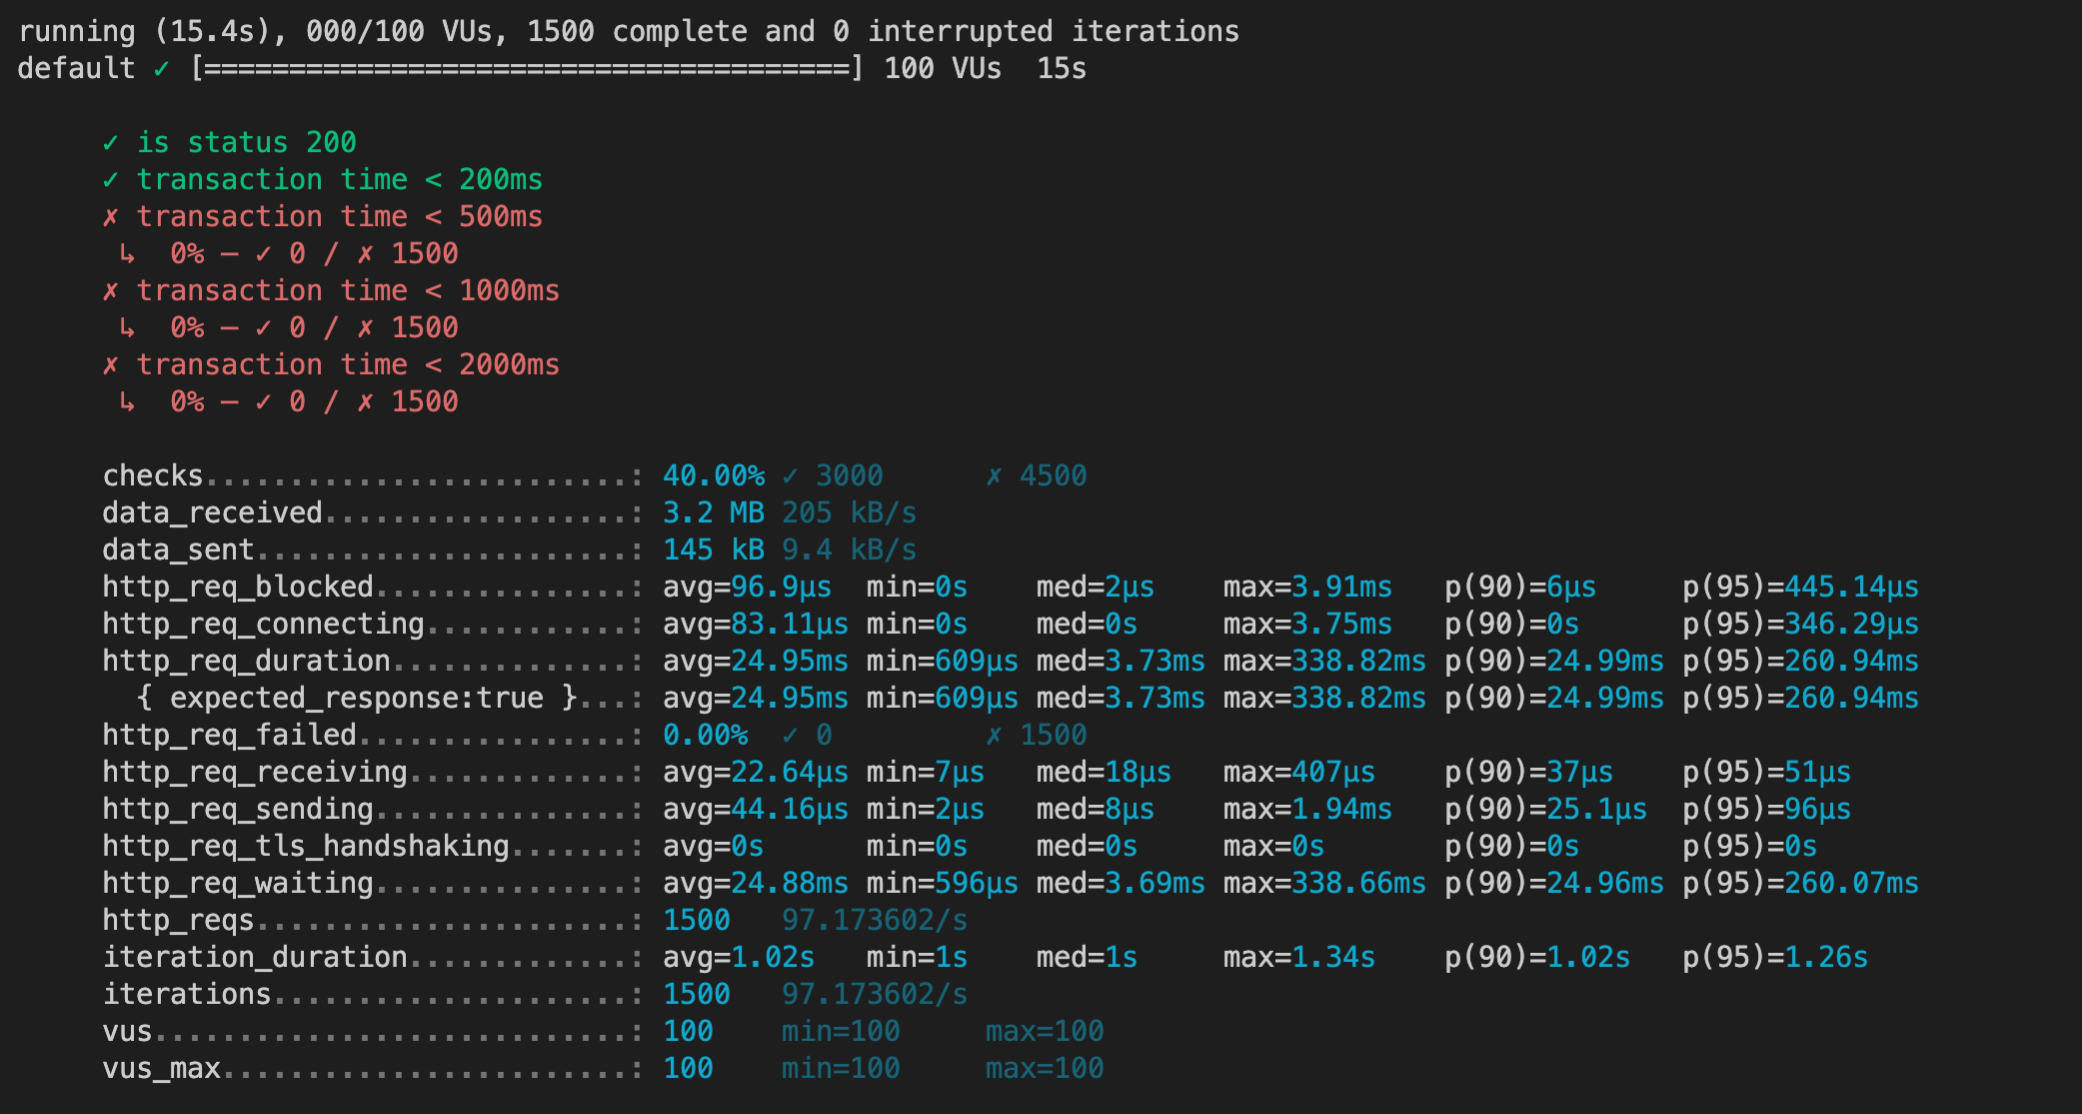 running (15.4s), 000/100 VUs, 1500 complete and 0 interrupted iterations
default ✓ [======================================] 100 VUs  15s
✓ is status 200
✓ transaction time < 200ms
✗ transaction time < 500ms
↳  0% — ✓ 0 / ✗ 1500
✗ transaction time < 1000ms
↳  0% — ✓ 0 / ✗ 1500
✗ transaction time < 2000ms
↳  0% — ✓ 0 / ✗ 1500
checks.........................: 40.00% ✓ 3000      ✗ 4500
data_received..................: 3.2 MB 205 kB/s
data_sent......................: 145 kB 9.4 kB/s
http_req_blocked...............: avg=96.9µs  min=0s    med=2µs    max=3.91ms   p(90)=6µs     p(95)=445.14µs
http_req_connecting............: avg=83.11µs min=0s    med=0s     max=3.75ms   p(90)=0s      p(95)=346.29µs
http_req_duration..............: avg=24.95ms min=609µs med=3.73ms max=338.82ms p(90)=24.99ms p(95)=260.94ms
{ expected_response:true }...: avg=24.95ms min=609µs med=3.73ms max=338.82ms p(90)=24.99ms p(95)=260.94ms
http_req_failed................: 0.00%  ✓ 0         ✗ 1500
http_req_receiving.............: avg=22.64µs min=7µs   med=18µs   max=407µs    p(90)=37µs    p(95)=51µs
http_req_sending...............: avg=44.16µs min=2µs   med=8µs    max=1.94ms   p(90)=25.1µs  p(95)=96µs
http_req_tls_handshaking.......: avg=0s      min=0s    med=0s     max=0s       p(90)=0s      p(95)=0s
http_req_waiting...............: avg=24.88ms min=596µs med=3.69ms max=338.66ms p(90)=24.96ms p(95)=260.07ms
http_reqs......................: 1500   97.173602/s
iteration_duration.............: avg=1.02s   min=1s    med=1s     max=1.34s    p(90)=1.02s   p(95)=1.26s
iterations.....................: 1500   97.173602/s
vus............................: 100    min=100     max=100
vus_max........................: 100    min=100     max=100